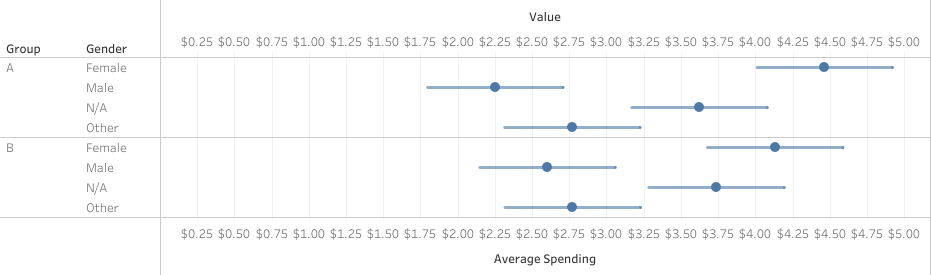 Value
$0.25 $0.50 $0.75 $1.00 $1.25 $1.50 $1.75 $2.00 $2.25 $2.50 $2.75 $3.00 $3.25 $3.50 $3.75 $4.00 $4.25 $4.50 $4.75 $5.00
Group Gender
A Female
Male
N/A
Other
B Female
Male
N/A
Other
$0.25 $0.50 $0.75 $1.00 $1.25 $1.50 $1.75 $2.00 $2.25 $2.50 $2.75 $3.00 $3.25 $3.50 $3.75 $4.00 $4.25 $4.50 $4.75 $5.00
Average Spending